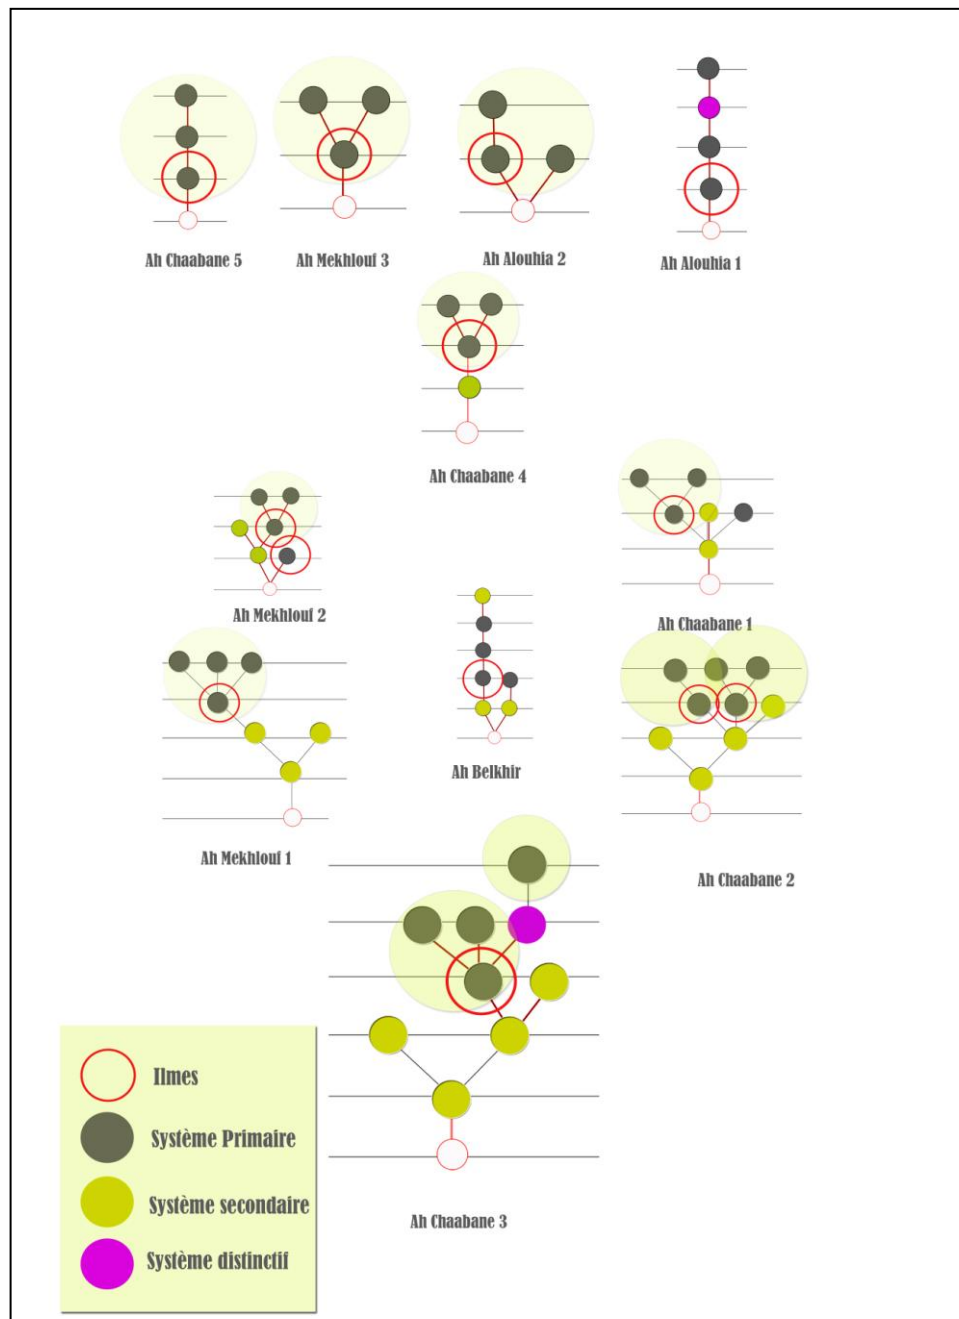 Ah Chaabane 5
Ah Mekhlouf 3
Ah Alouhia 2
Ah Alouhia 1
Ah Chaabane 4
Ah Mekhlouf 2
Ah Chaabane 1
Ah Belkhir
Ah Mekhlouf 1
Ah Chaabane 2
Ah Chaabane 3
Ilmes
Système Primaire
Système secondaire
Système distinctif